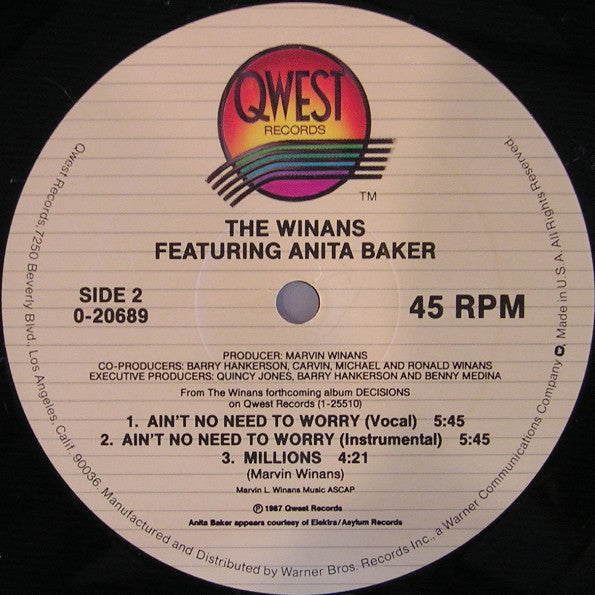 QWEST
RECORDS
TM
THE WINANS
FEATURING ANITA BAKER
SIDE 2
0-20689
45 RPM
PRODUCER: MARVIN WINANS
CO-PRODUCERS: BARRY HANKERSON, CARVIN, MICHAEL AND RONALD WINANS
EXECUTIVE PRODUCERS: QUINCY JONES, BARRY HANKERSON AND BENNY MEDINA
From The Winans forthcoming album DECISIONS
on Qwest Records (1-25510)
1. AIN'T NO NEED TO WORRY (Vocal) 5:45
2. AIN'T NO NEED TO WORRY (Instrumental) 5:45
3. MILLIONS 4:21
(Marvin Winans)
Marvin L. Winans Music ASCAP
℗ 1987 Qwest Records
Anita Baker appears courtesy of Elektra/Asylum Records
Qwest Records, 7250 Beverly Blvd., Los Angeles, Calif. 90036. Manufactured and Distributed by Warner Bros. Records Inc., a Warner Communications Company. Made in U.S.A. All Rights Reserved.